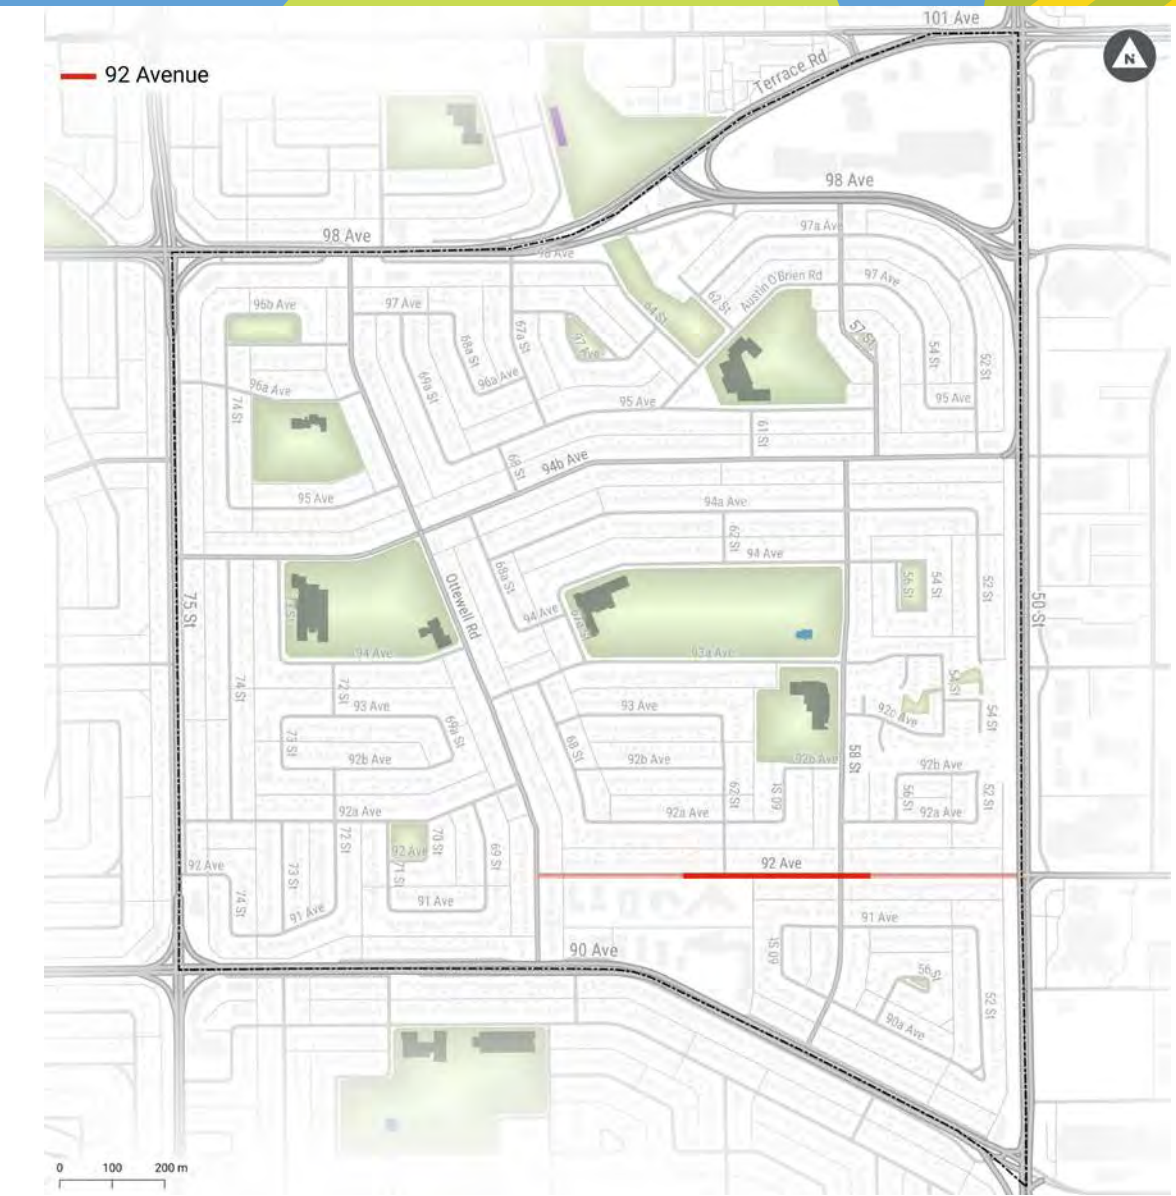 101 Ave
N
92 Avenue
Terrace Rd
98 Ave
98 Ave
97a Ave
98 Ave
Austin O'Brien Rd
97 Ave
62 St
96b Ave
97 Ave
64 St
67a St
68a St
97 Ave
57 St
54 St
52 St
96a Ave
96a Ave
69a St
74 St
95 Ave
95 Ave
61 St
94b Ave
68 St
95 Ave
94a Ave
62 St
94 Ave
68a St
56 St
54 St
52 St
Ottewell Rd
75 St
50 St
94 Ave
94 Ave
93a Ave
74 St
72 St
54 St
93 Ave
93 Ave
92c Ave
54 St
69a St
73 St
68 St
92b Ave
92b Ave
92b Ave
58 St
92b Ave
62 St
60 St
56 St
52 St
92a Ave
92a Ave
92a Ave
72 St
70 St
69 St
92 Ave
92 Ave
92 Ave
73 St
71 St
74 St
91 Ave
91 Ave
91 Ave
90 Ave
60 St
56 St
52 St
90a Ave
0 100 200 m